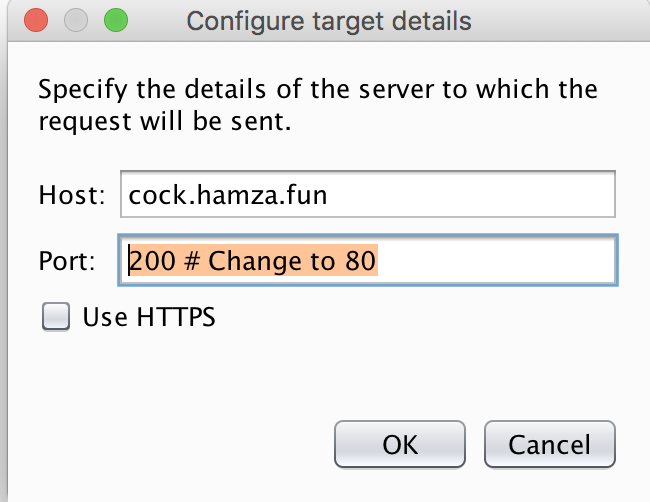 Configure target details
Specify the details of the server to which the
request will be sent.
Host: cock.hamza.fun
Port: 200 # Change to 80
Use HTTPS
OK Cancel